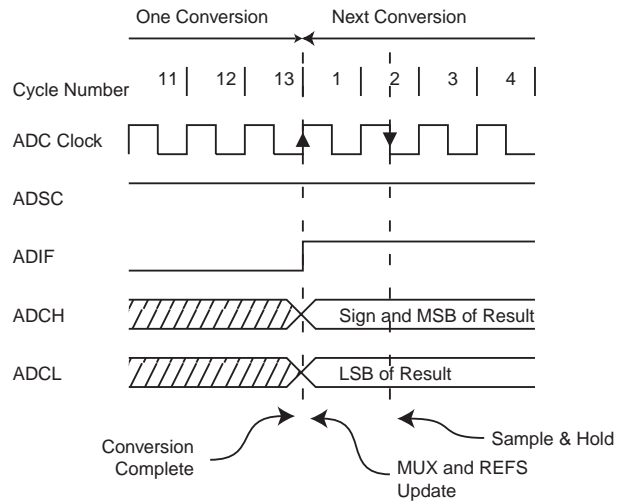 One Conversion Next Conversion
Cycle Number 11 12 13 1 2 3 4
ADC Clock
ADSC
ADIF
ADCH Sign and MSB of Result
ADCL LSB of Result
Sample & Hold
Conversion
Complete
MUX and REFS
Update